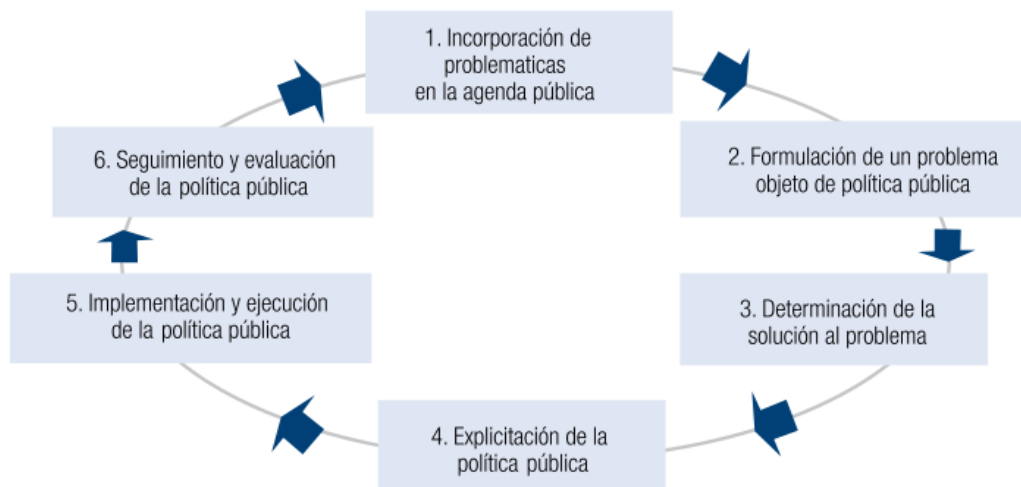 1. Incorporación de
problematicas
en la agenda pública
2. Formulación de un problema
objeto de política pública
3. Determinación de la
solución al problema
4. Explicitación de la
política pública
5. Implementación y ejecución
de la política pública
6. Seguimiento y evaluación
de la política pública